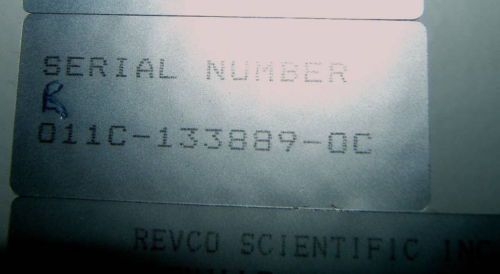 SERIAL NUMBER
R
011C-133889-0C
REVCO SCIENTIFIC INC